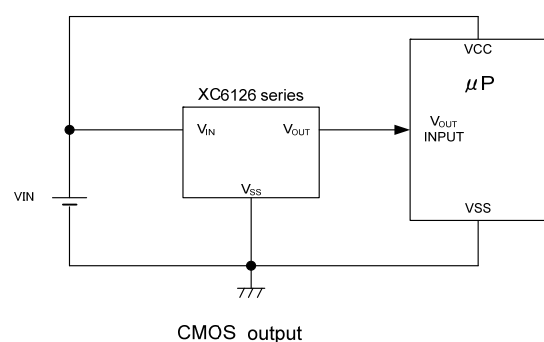 VCC
μP
XC6126 series
VIN
VOUT
VOUT
INPUT
VSS
VIN
VSS
CMOS output